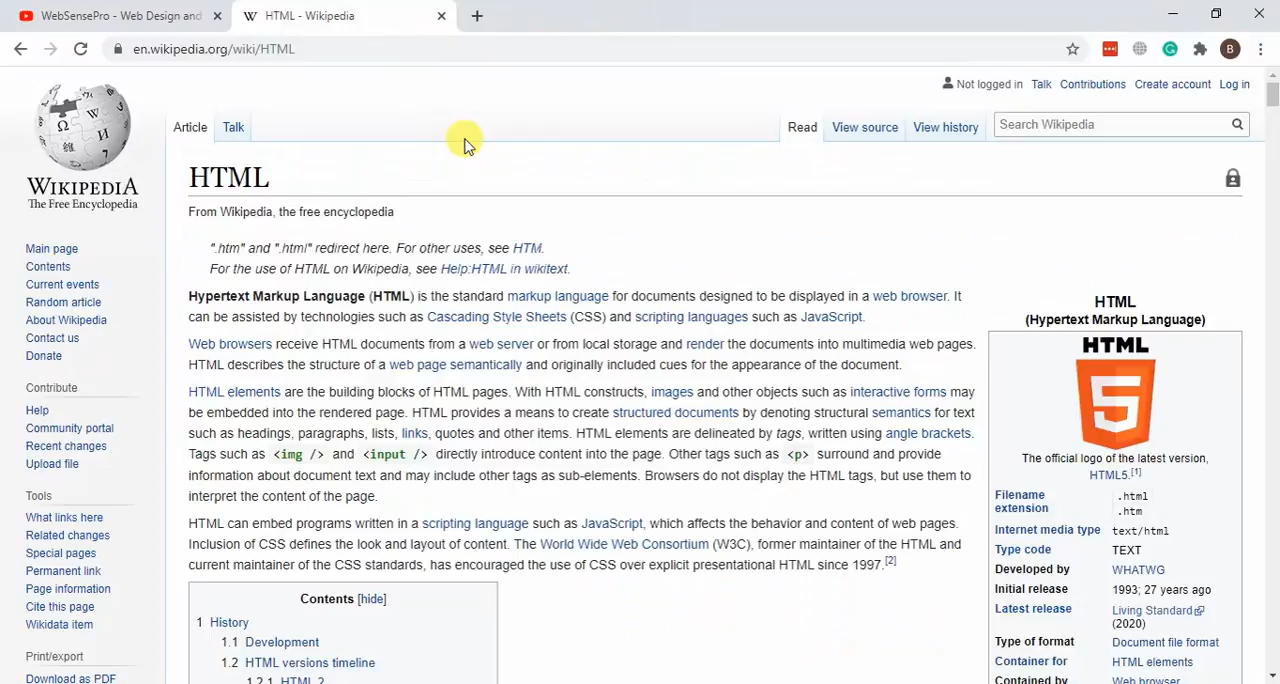 WebSensePro - Web Design and
HTML - Wikipedia
en.wikipedia.org/wiki/HTML
B
Not logged in Talk Contributions Create account Log in
Article Talk Read View source View history Search Wikipedia
WIKIPEDIA
The Free Encyclopedia
Main page
Contents
Current events
Random article
About Wikipedia
Contact us
Donate
Contribute
Help
Community portal
Recent changes
Upload file
Tools
What links here
Related changes
Special pages
Permanent link
Page information
Cite this page
Wikidata item
Print/export
Download as PDF
HTML
From Wikipedia, the free encyclopedia
".htm" and ".html" redirect here. For other uses, see HTM.
For the use of HTML on Wikipedia, see Help:HTML in wikitext.
Hypertext Markup Language (HTML) is the standard markup language for documents designed to be displayed in a web browser. It
can be assisted by technologies such as Cascading Style Sheets (CSS) and scripting languages such as JavaScript.
Web browsers receive HTML documents from a web server or from local storage and render the documents into multimedia web pages.
HTML describes the structure of a web page semantically and originally included cues for the appearance of the document.
HTML elements are the building blocks of HTML pages. With HTML constructs, images and other objects such as interactive forms may
be embedded into the rendered page. HTML provides a means to create structured documents by denoting structural semantics for text
such as headings, paragraphs, lists, links, quotes and other items. HTML elements are delineated by tags, written using angle brackets.
Tags such as <img /> and <input /> directly introduce content into the page. Other tags such as <p> surround and provide
information about document text and may include other tags as sub-elements. Browsers do not display the HTML tags, but use them to
interpret the content of the page.
HTML can embed programs written in a scripting language such as JavaScript, which affects the behavior and content of web pages.
Inclusion of CSS defines the look and layout of content. The World Wide Web Consortium (W3C), former maintainer of the HTML and
current maintainer of the CSS standards, has encouraged the use of CSS over explicit presentational HTML since 1997.[2]
Contents [hide]
1 History
1.1 Development
1.2 HTML versions timeline
1.2.1 HTML 2
HTML
(Hypertext Markup Language)
HTML
5
The official logo of the latest version,
HTML5.[1]
Filename extension .html
.htm
Internet media type text/html
Type code TEXT
Developed by WHATWG
Initial release 1993; 27 years ago
Latest release Living Standard
(2020)
Type of format Document file format
Container for HTML elements
Contained by Web browser